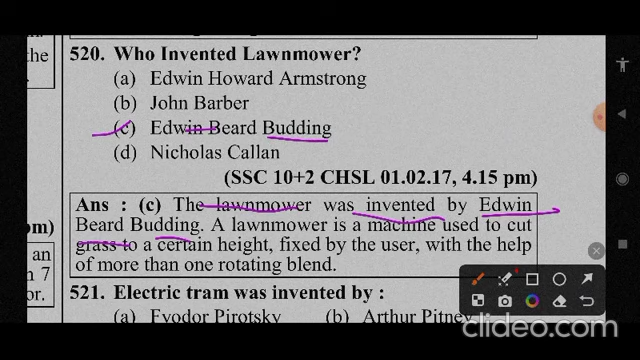 the
520. Who Invented Lawnmower?
(a) Edwin Howard Armstrong
(b) John Barber
(c) Edwin Beard Budding
(d) Nicholas Callan
(SSC 10+2 CHSL 01.02.17, 4.15 pm)
Ans : (c) The lawnmower was invented by Edwin
Beard Budding. A lawnmower is a machine used to cut
grass to a certain height, fixed by the user, with the help
of more than one rotating blend.
om)
an
n 7
or.
521. Electric tram was invented by :
(a) Fyodor Pirotsky (b) Arthur Pitney
clideo.com